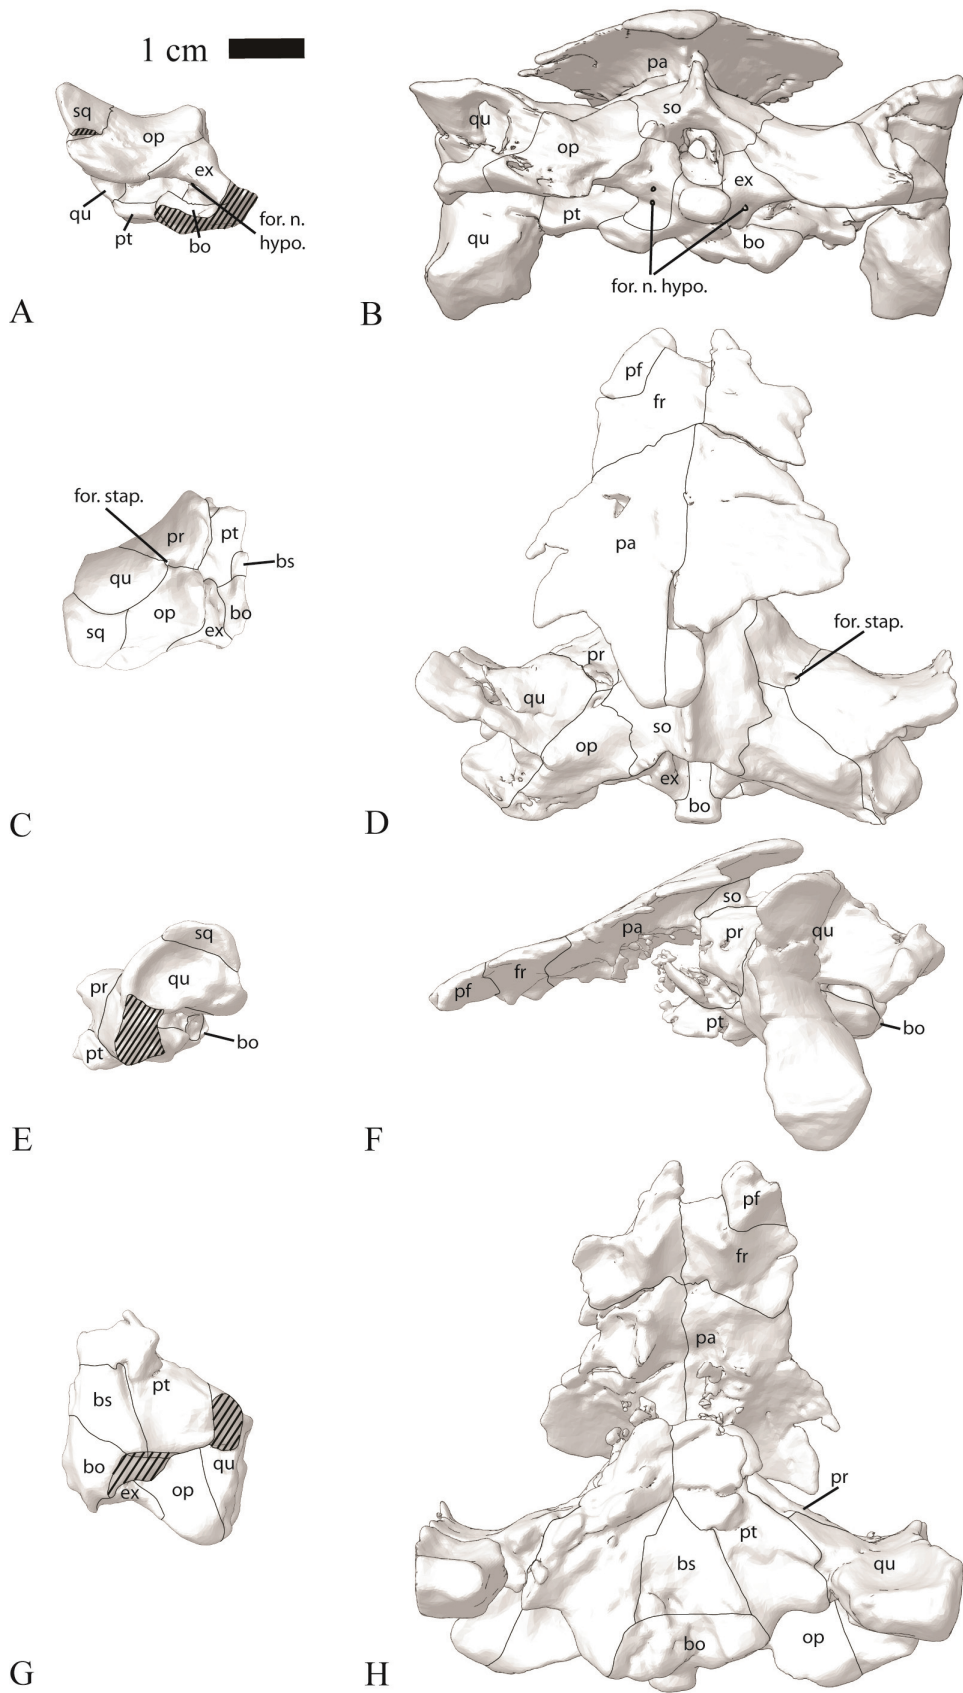 1 cm
sq
op
ex
qu
pt
bo
for. n.
hypo.
A
pa
so
qu
op
ex
pt
qu
bo
for. n. hypo.
B
for. stap.
pr
pt
bs
qu
op
bo
sq
ex
C
pf
fr
pa
for. stap.
pr
qu
so
op
ex
bo
D
sq
pr
qu
bo
pt
E
so
pa
pr
qu
fr
pf
pt
bo
F
pt
bs
bo
qu
ex
op
G
pf
fr
pa
pr
pt
qu
bs
op
bo
H